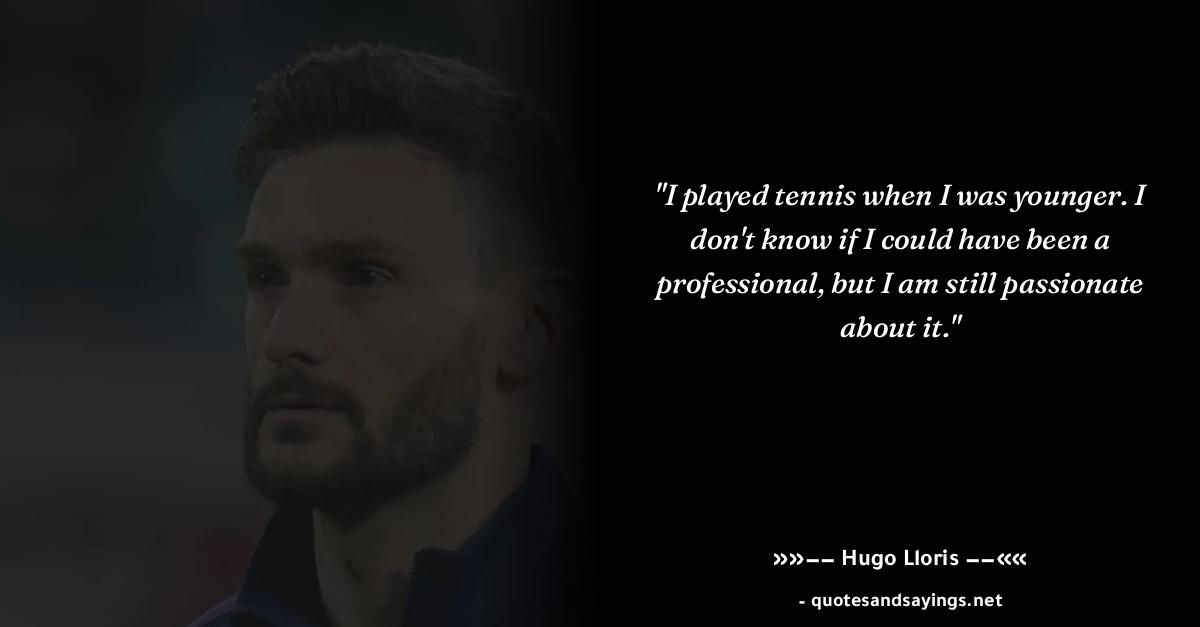 "I played tennis when I was younger. I
don't know if I could have been a
professional, but I am still passionate
about it."
»»–– Hugo Lloris ––««
- quotesandsayings.net